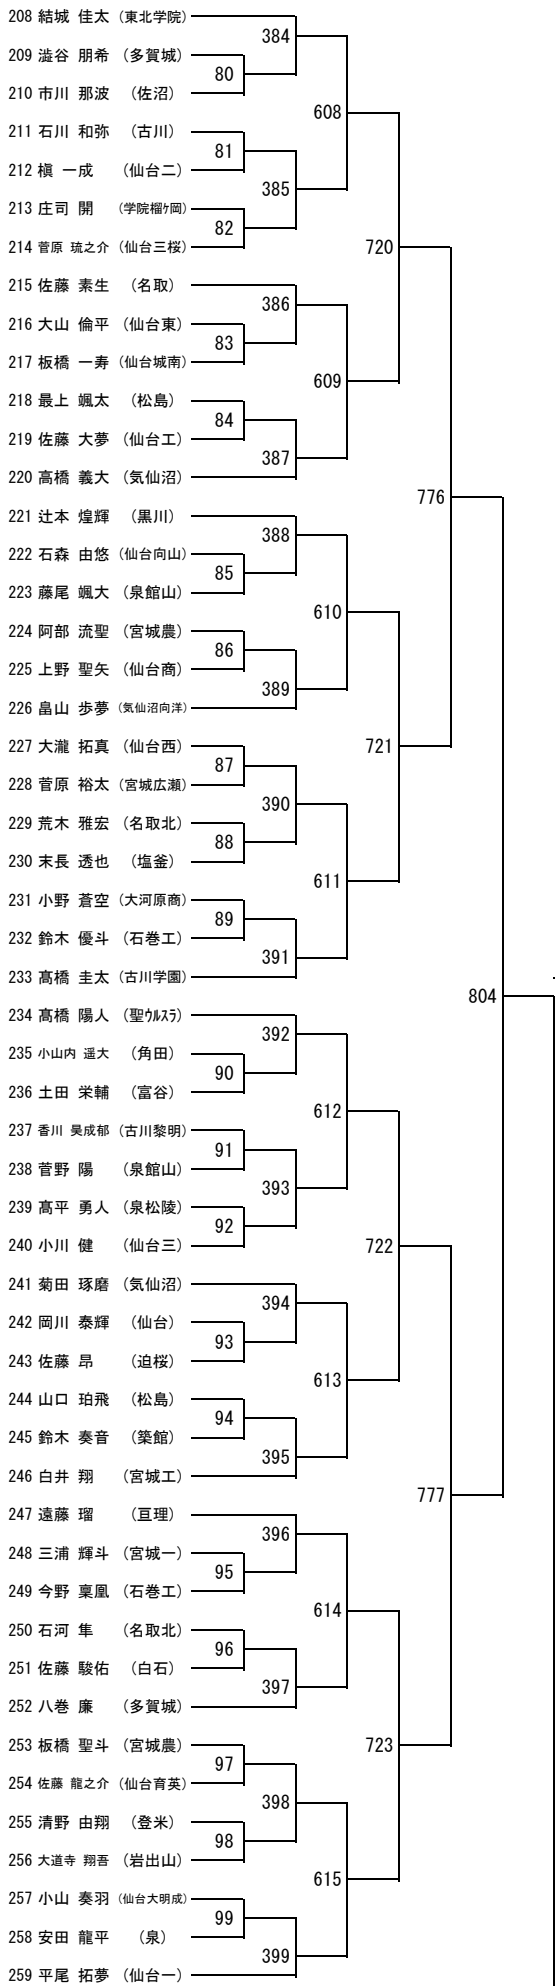 208 結城 佳太 (東北学院)
384
209 澁谷 朋希 (多賀城)
80
210 市川 那波 (佐沼)
608
211 石川 和弥 (古川)
81
212 槇 一成 (仙台二)
385
213 庄司 開 (学院榴ケ岡)
82
214 菅原 琉之介 (仙台三桜)
720
215 佐藤 素生 (名取)
386
216 大山 倫平 (仙台東)
83
217 板橋 一寿 (仙台城南)
609
218 最上 颯太 (松島)
84
219 佐藤 大夢 (仙台工)
387
220 高橋 義大 (気仙沼)
776
221 辻本 煌輝 (黒川)
388
222 石森 由悠 (仙台向山)
85
223 藤尾 颯大 (泉館山)
610
224 阿部 流聖 (宮城農)
86
225 上野 聖矢 (仙台商)
389
226 畠山 歩夢 (気仙沼向洋)
721
227 大瀧 拓真 (仙台西)
87
228 菅原 裕太 (宮城広瀬)
390
229 荒木 雅宏 (名取北)
88
230 末長 透也 (塩釜)
611
231 小野 蒼空 (大河原商)
89
232 鈴木 優斗 (石巻工)
391
233 髙橋 圭太 (古川学園)
804
234 髙橋 陽人 (聖ウルスラ)
392
235 小山内 遥大 (角田)
90
236 土田 栄輔 (富谷)
612
237 香川 昊成郁 (古川黎明)
91
238 菅野 陽 (泉館山)
393
239 髙平 勇人 (泉松陵)
92
240 小川 健 (仙台三)
722
241 菊田 琢磨 (気仙沼)
394
242 岡川 泰輝 (仙台)
93
243 佐藤 昂 (迫桜)
613
244 山口 珀飛 (松島)
94
245 鈴木 奏音 (築館)
395
246 白井 翔 (宮城工)
777
247 遠藤 瑠 (亘理)
396
248 三浦 輝斗 (宮城一)
95
249 今野 稟凰 (石巻工)
614
250 石河 隼 (名取北)
96
251 佐藤 駿佑 (白石)
397
252 八巻 廉 (多賀城)
723
253 板橋 聖斗 (宮城農)
97
254 佐藤 龍之介 (仙台育英)
398
255 清野 由翔 (登米)
98
256 大道寺 翔吾 (岩出山)
615
257 小山 奏羽 (仙台大明成)
99
258 安田 龍平 (泉)
399
259 平尾 拓夢 (仙台一)